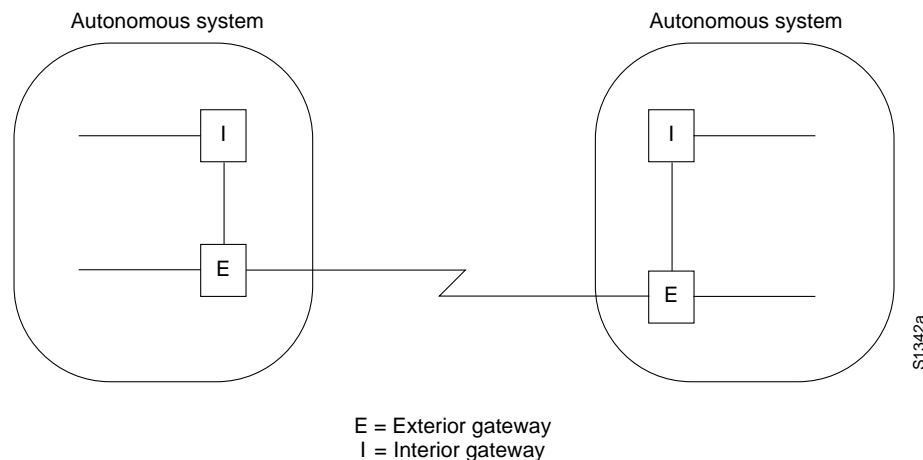 Autonomous system
Autonomous system
I
I
E
E
S1342a
E = Exterior gateway
I = Interior gateway